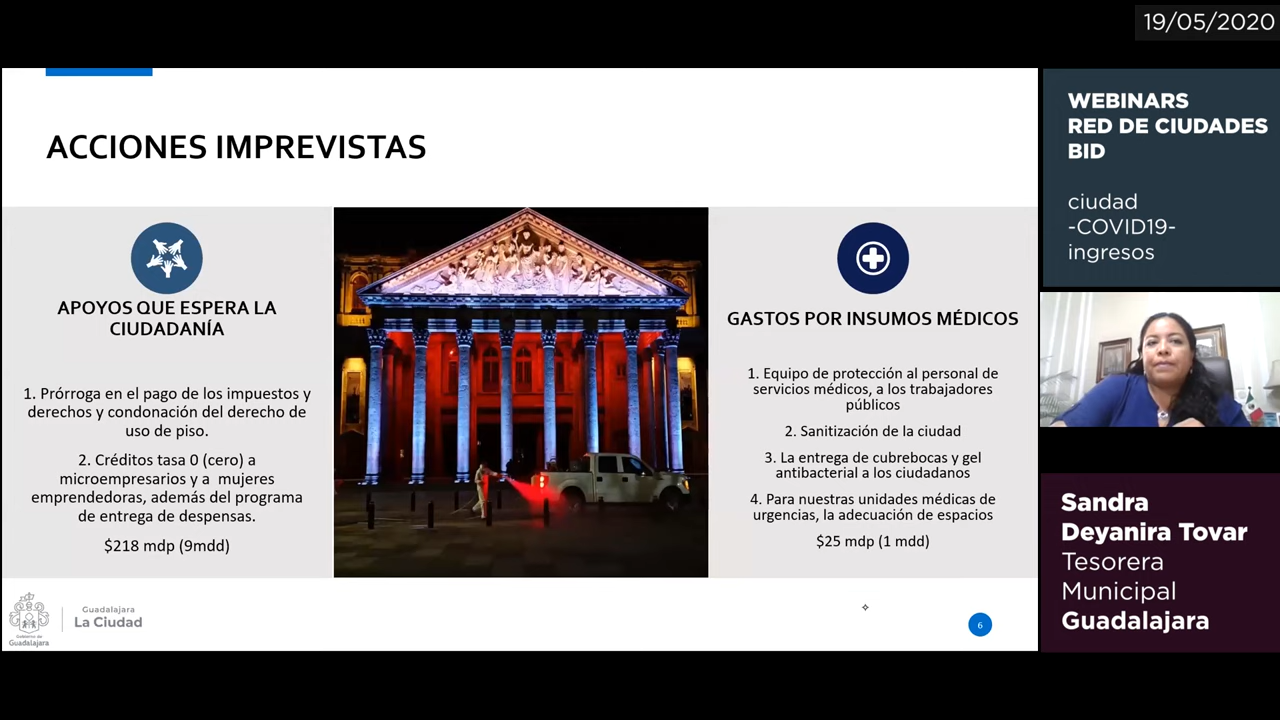 19/05/2020
ACCIONES IMPREVISTAS
APOYOS QUE ESPERA LA
CIUDADANÍA
1. Prórroga en el pago de los impuestos y
derechos y condonación del derecho de
uso de piso.
2. Créditos tasa 0 (cero) a
microempresarios y a mujeres
emprendedoras, además del programa
de entrega de despensas.
$218 mdp (9mdd)
GASTOS POR INSUMOS MÉDICOS
1. Equipo de protección al personal de
servicios médicos, a los trabajadores
públicos
2. Sanitización de la ciudad
3. La entrega de cubrebocas y gel
antibacterial a los ciudadanos
4. Para nuestras unidades médicas de
urgencias, la adecuación de espacios
$25 mdp (1 mdd)
Gobierno de
Guadalajara
Guadalajara
La Ciudad
6
WEBINARS
RED DE CIUDADES
BID
ciudad
-COVID19-
ingresos
Sandra
Deyanira Tovar
Tesorera
Municipal
Guadalajara